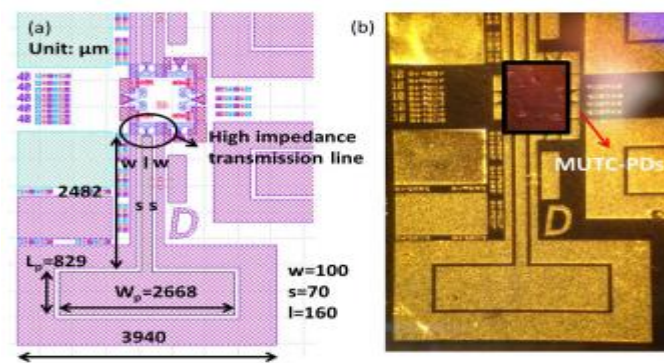 (a)
Unit: µm
High impedance
transmission line
w l w
2482
s s
D
Lp=829
Wp=2668
w=100
s=70
l=160
3940
(b)
MUTC-PDs
D